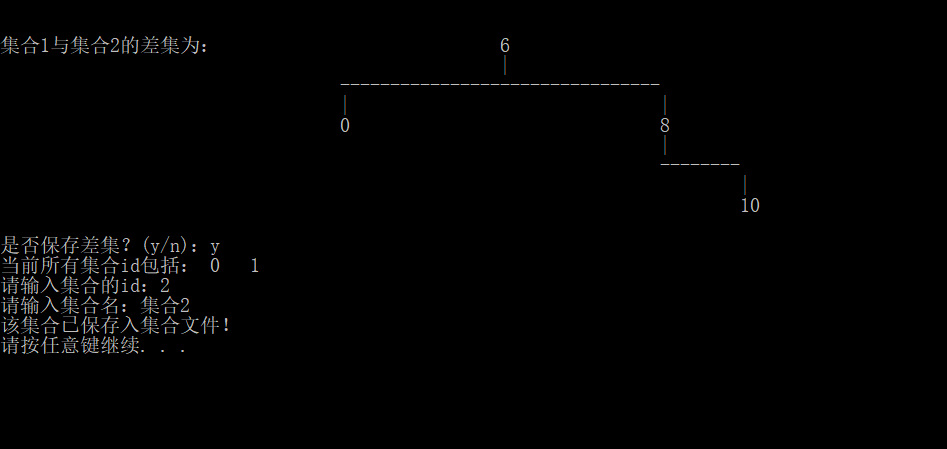 集合1与集合2的差集为: 6
|
--------------------------------
| |
0 8
|
--------
|
10
是否保存差集? (y/n): y
当前所有集合id包括: 0 1
请输入集合的id: 2
请输入集合名: 集合2
该集合已保存入集合文件!
请按任意键继续. . .